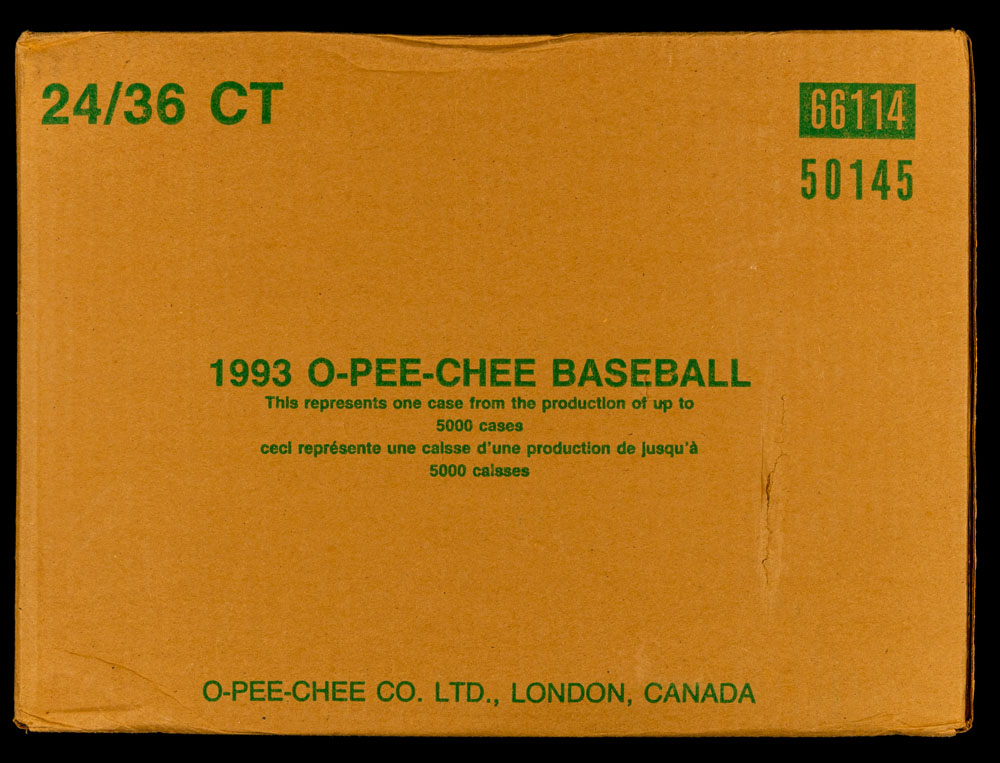 24/36 CT
66114
50145
1993 O-PEE-CHEE BASEBALL
This represents one case from the production of up to
5000 cases
ceci représente une caisse d'une production de jusqu'à
5000 caisses
O-PEE-CHEE CO. LTD., LONDON, CANADA